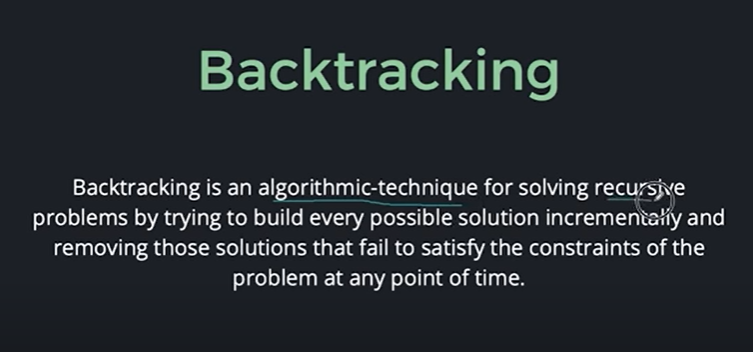 Backtracking
Backtracking is an algorithmic-technique for solving recursive
problems by trying to build every possible solution incrementally and
removing those solutions that fail to satisfy the constraints of the
problem at any point of time.